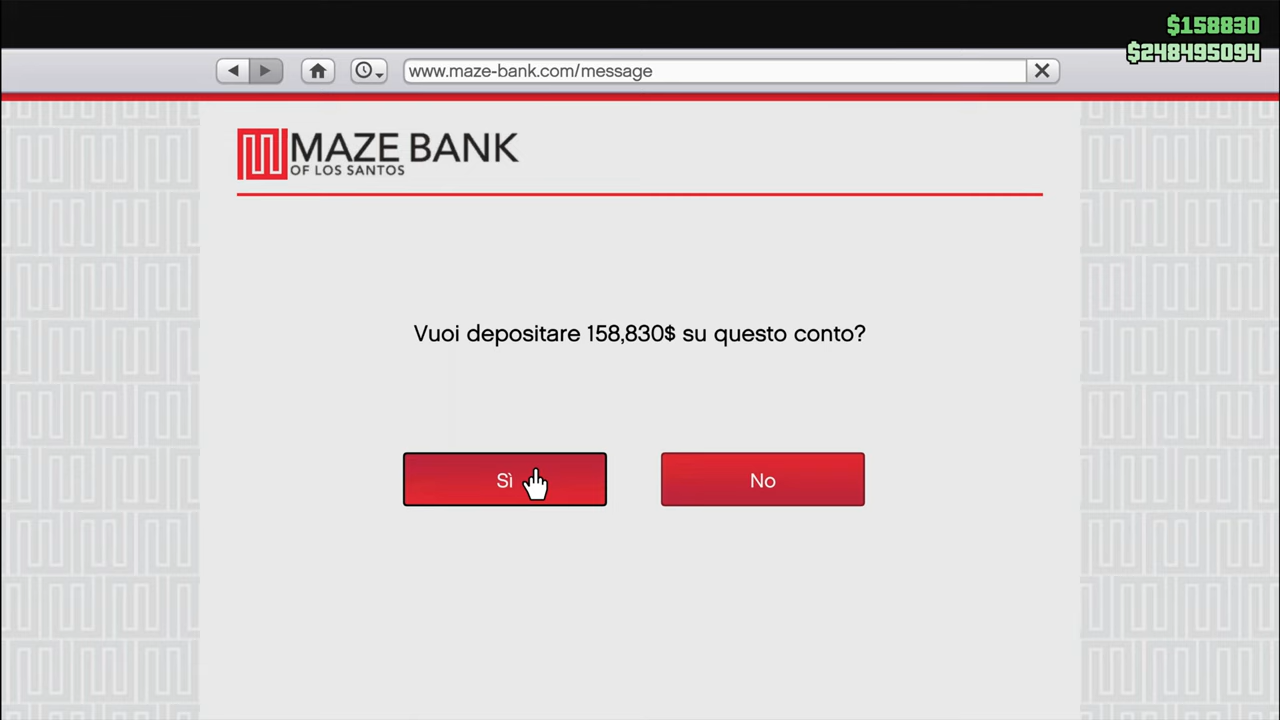 $158830
$248495094
www.maze-bank.com/message
MAZE BANK
OF LOS SANTOS
Vuoi depositare 158,830$ su questo conto?
Sì
No